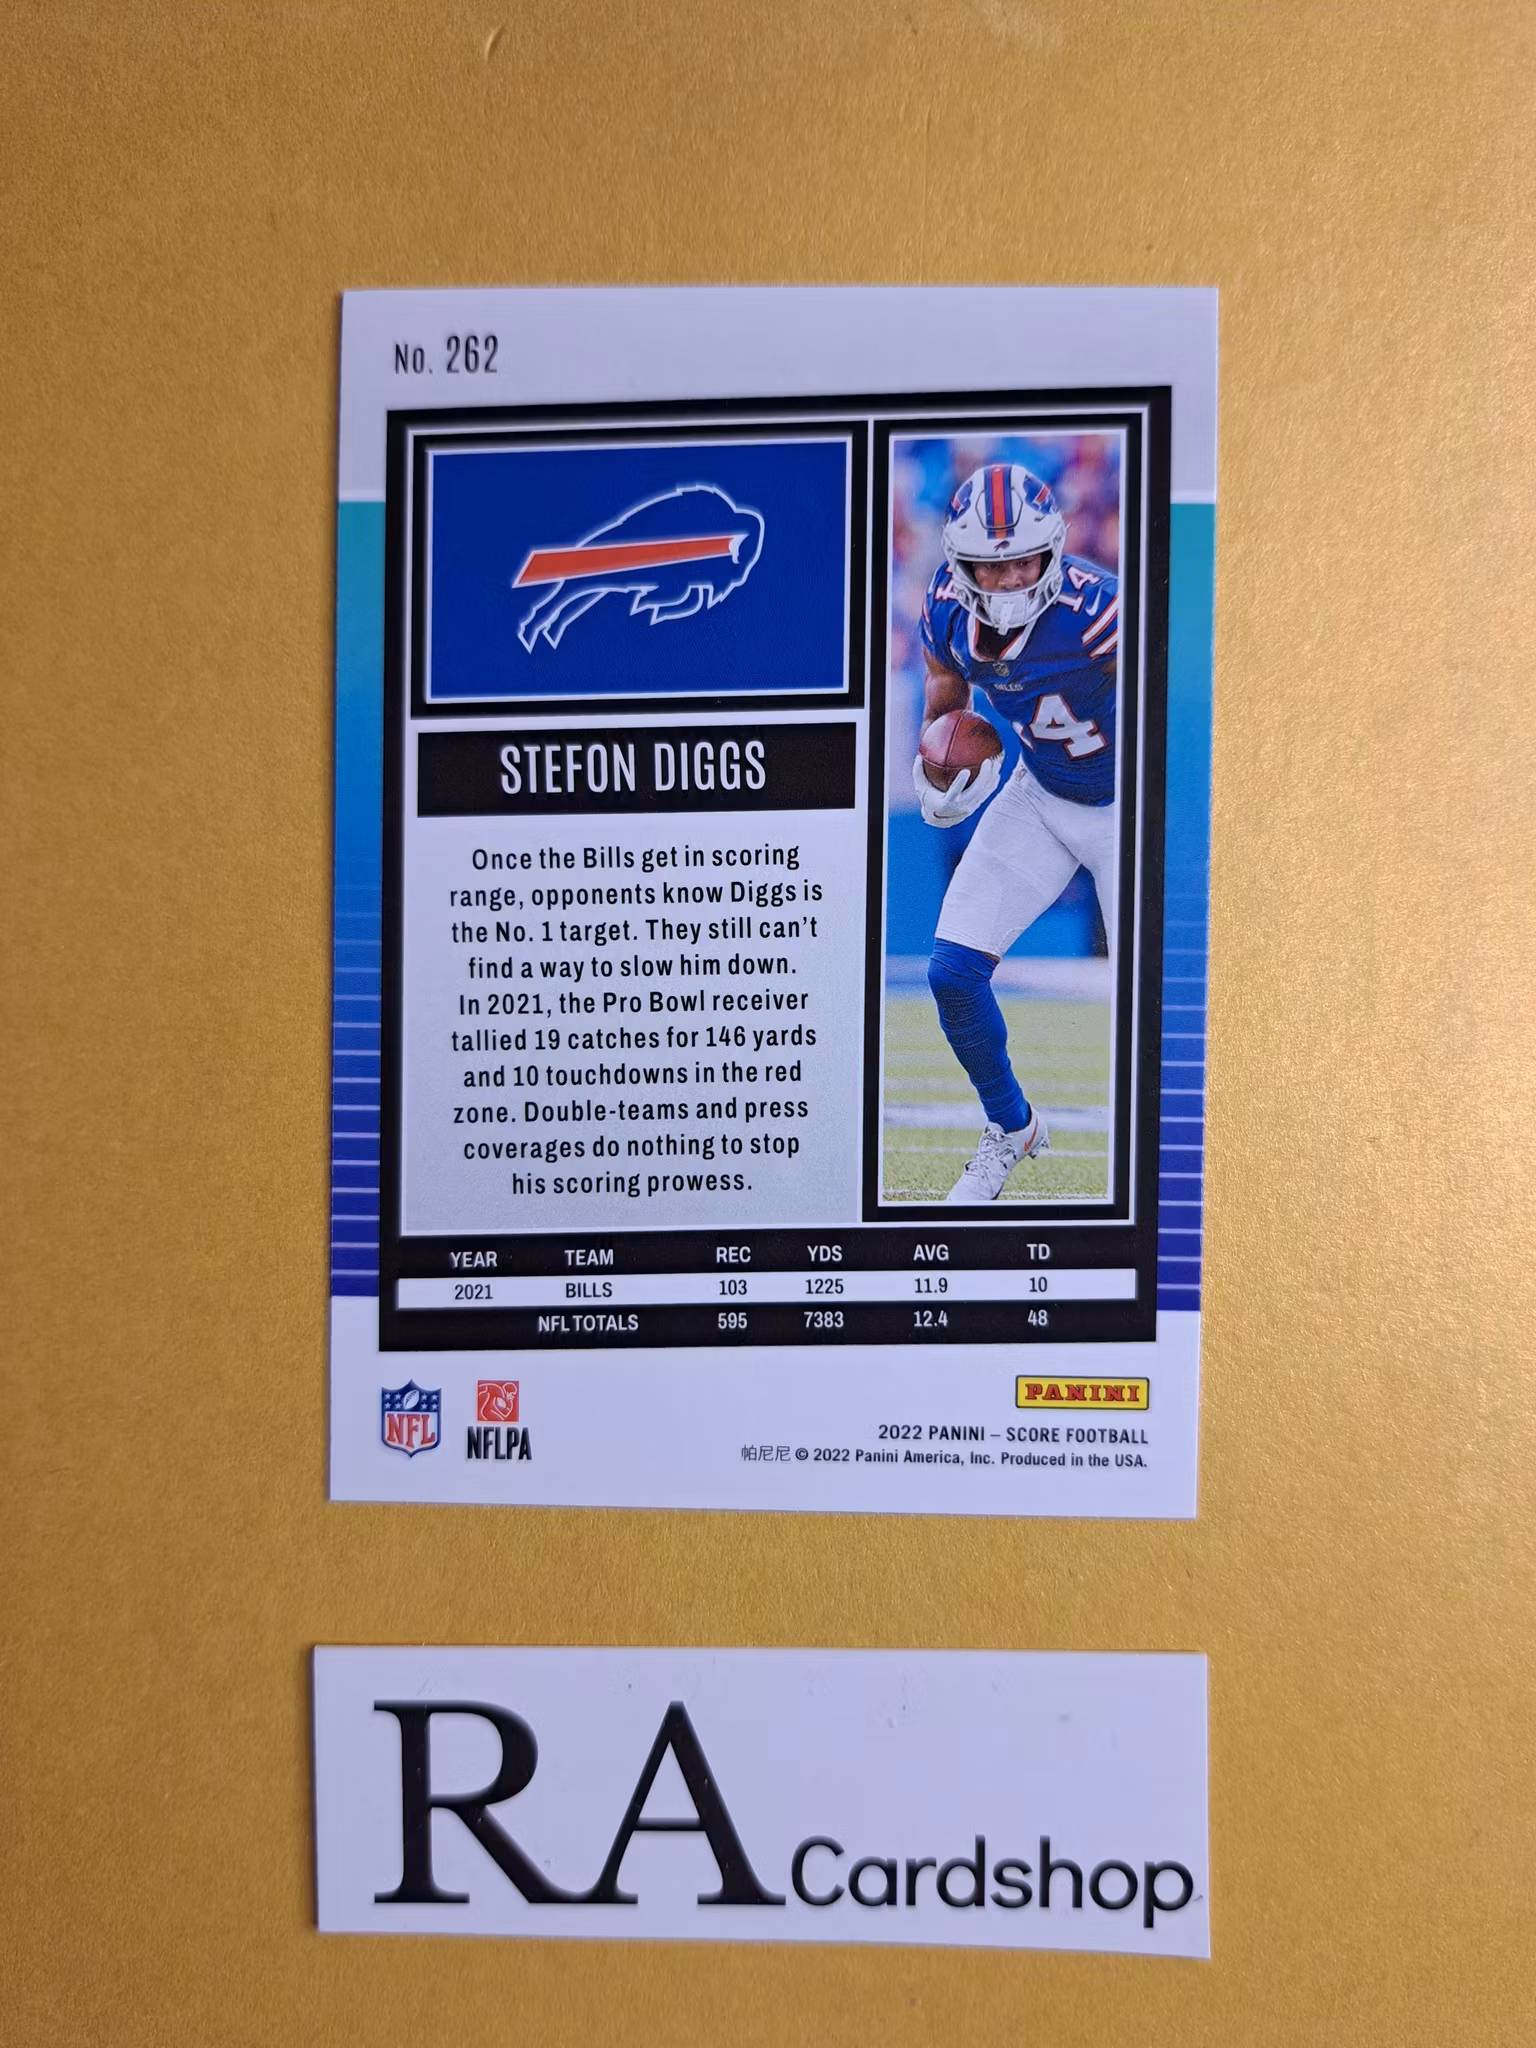 No. 262
STEFON DIGGS
Once the Bills get in scoring
range, opponents know Diggs is
the No. 1 target. They still can't
find a way to slow him down.
In 2021, the Pro Bowl receiver
tallied 19 catches for 146 yards
and 10 touchdowns in the red
zone. Double-teams and press
coverages do nothing to stop
his scoring prowess.
14
14
BILLS
YEAR TEAM REC YDS AVG TD
2021 BILLS 103 1225 11.9 10
NFL TOTALS 595 7383 12.4 48
NFL
NFLPA
PANINI
2022 PANINI – SCORE FOOTBALL
帕尼尼 © 2022 Panini America, Inc. Produced in the USA.
RA Cardshop